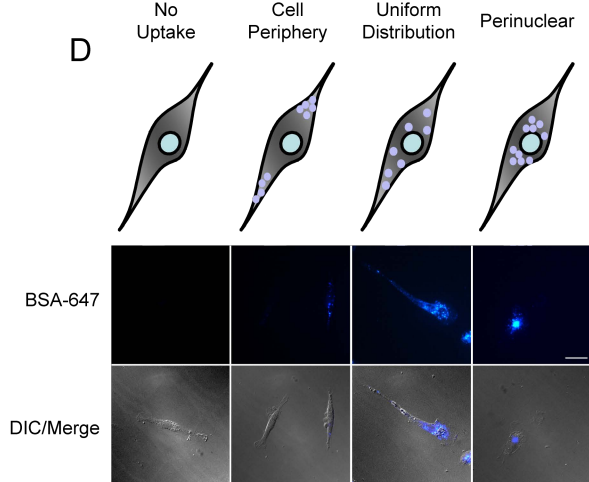 D
No
Uptake
Cell
Periphery
Uniform
Distribution
Perinuclear
BSA-647
DIC/Merge